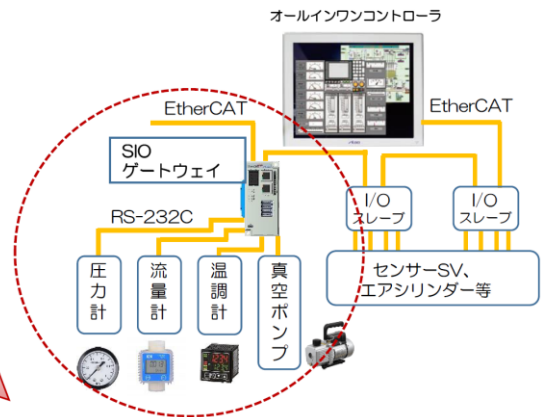 オールインワンコントローラ
EtherCAT
EtherCAT
SIO
ゲートウェイ
RS-232C
I/O
スレーブ
I/O
スレーブ
圧力計
流量計
温調計
真空ポンプ
センサーSV、
エアシリンダー等